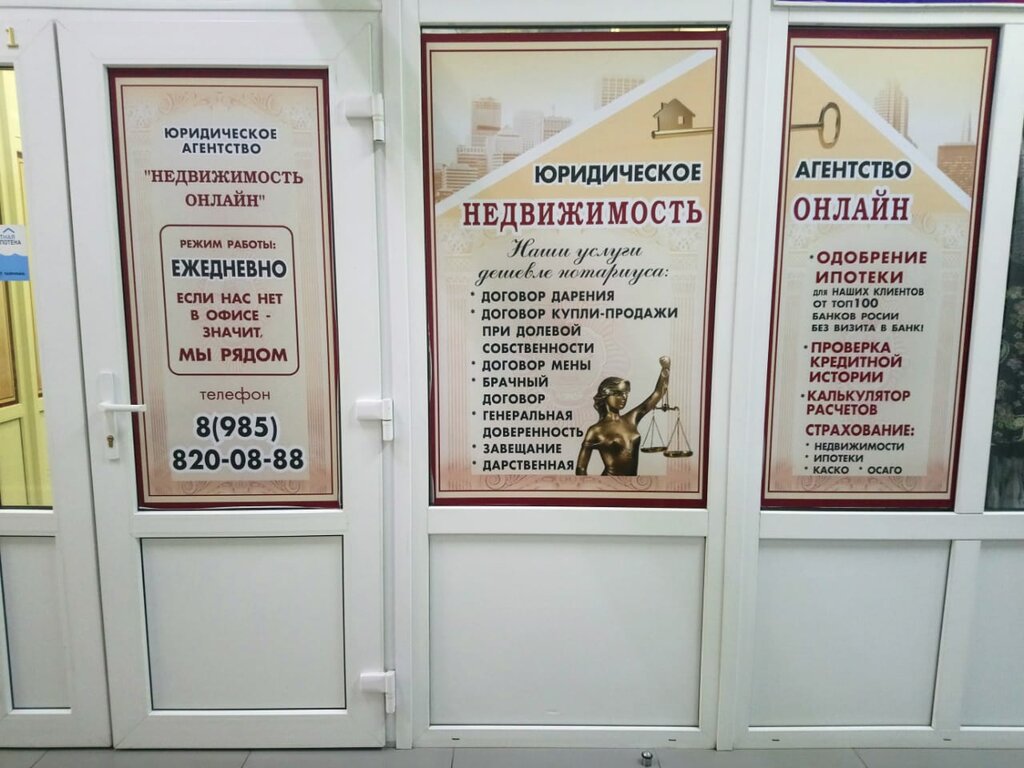 1
ЮРИДИЧЕСКОЕ
АГЕНТСТВО
"НЕДВИЖИМОСТЬ
ОНЛАЙН"
РЕЖИМ РАБОТЫ:
ЕЖЕДНЕВНО
ЕСЛИ НАС НЕТ
В ОФИСЕ -
ЗНАЧИТ,
МЫ РЯДОМ
телефон
8(985)
820-08-88
ЮРИДИЧЕСКОЕ
НЕДВИЖИМОСТЬ
Наши услуги
дешевле нотариуса:
• ДОГОВОР ДАРЕНИЯ
• ДОГОВОР КУПЛИ-ПРОДАЖИ
ПРИ ДОЛЕВОЙ
СОБСТВЕННОСТИ
• ДОГОВОР МЕНЫ
• БРАЧНЫЙ
ДОГОВОР
• ГЕНЕРАЛЬНАЯ
ДОВЕРЕННОСТЬ
• ЗАВЕЩАНИЕ
• ДАРСТВЕННАЯ
АГЕНТСТВО
ОНЛАЙН
• ОДОБРЕНИЕ
ИПОТЕКИ
для НАШИХ КЛИЕНТОВ
ОТ ТОП100
БАНКОВ РОСИИ
БЕЗ ВИЗИТА В БАНК!
• ПРОВЕРКА
КРЕДИТНОЙ
ИСТОРИИ
• КАЛЬКУЛЯТОР
РАСЧЕТОВ
СТРАХОВАНИЕ:
• НЕДВИЖИМОСТИ
• ИПОТЕКИ
• КАСКО • ОСАГО